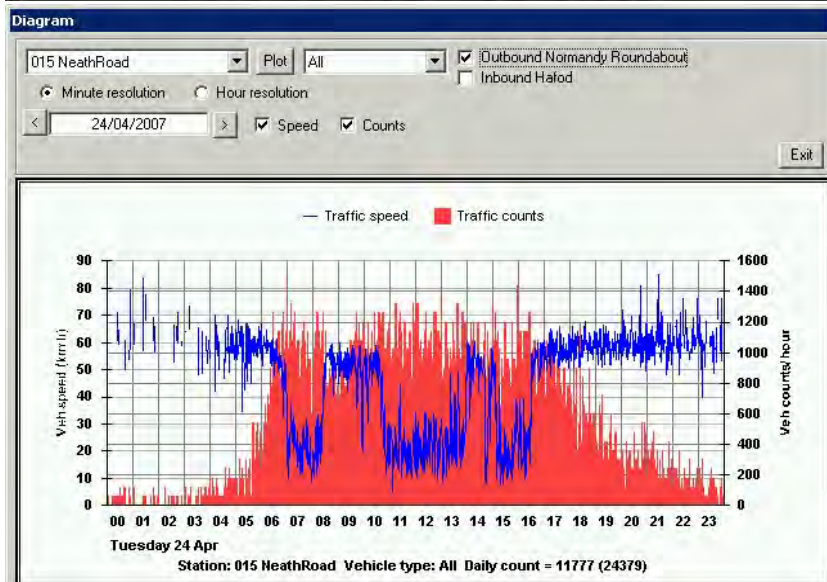 Diagram
015 NeathRoad Plot All Outbound Normandy Roundabout
Inbound Hafod
Minute resolution Hour resolution
< 24/04/2007 > Speed Counts
Exit
Traffic speed Traffic counts
Veh speed (km/h)
90
80
70
60
50
40
30
20
10
0
1600
1400
1200
1000
800
600
400
200
0
Veh counts/hour
00 01 02 03 04 05 06 07 08 09 10 11 12 13 14 15 16 17 18 19 20 21 22 23
Tuesday 24 Apr
Station: 015 NeathRoad Vehicle type: All Daily count = 11777 (24379)